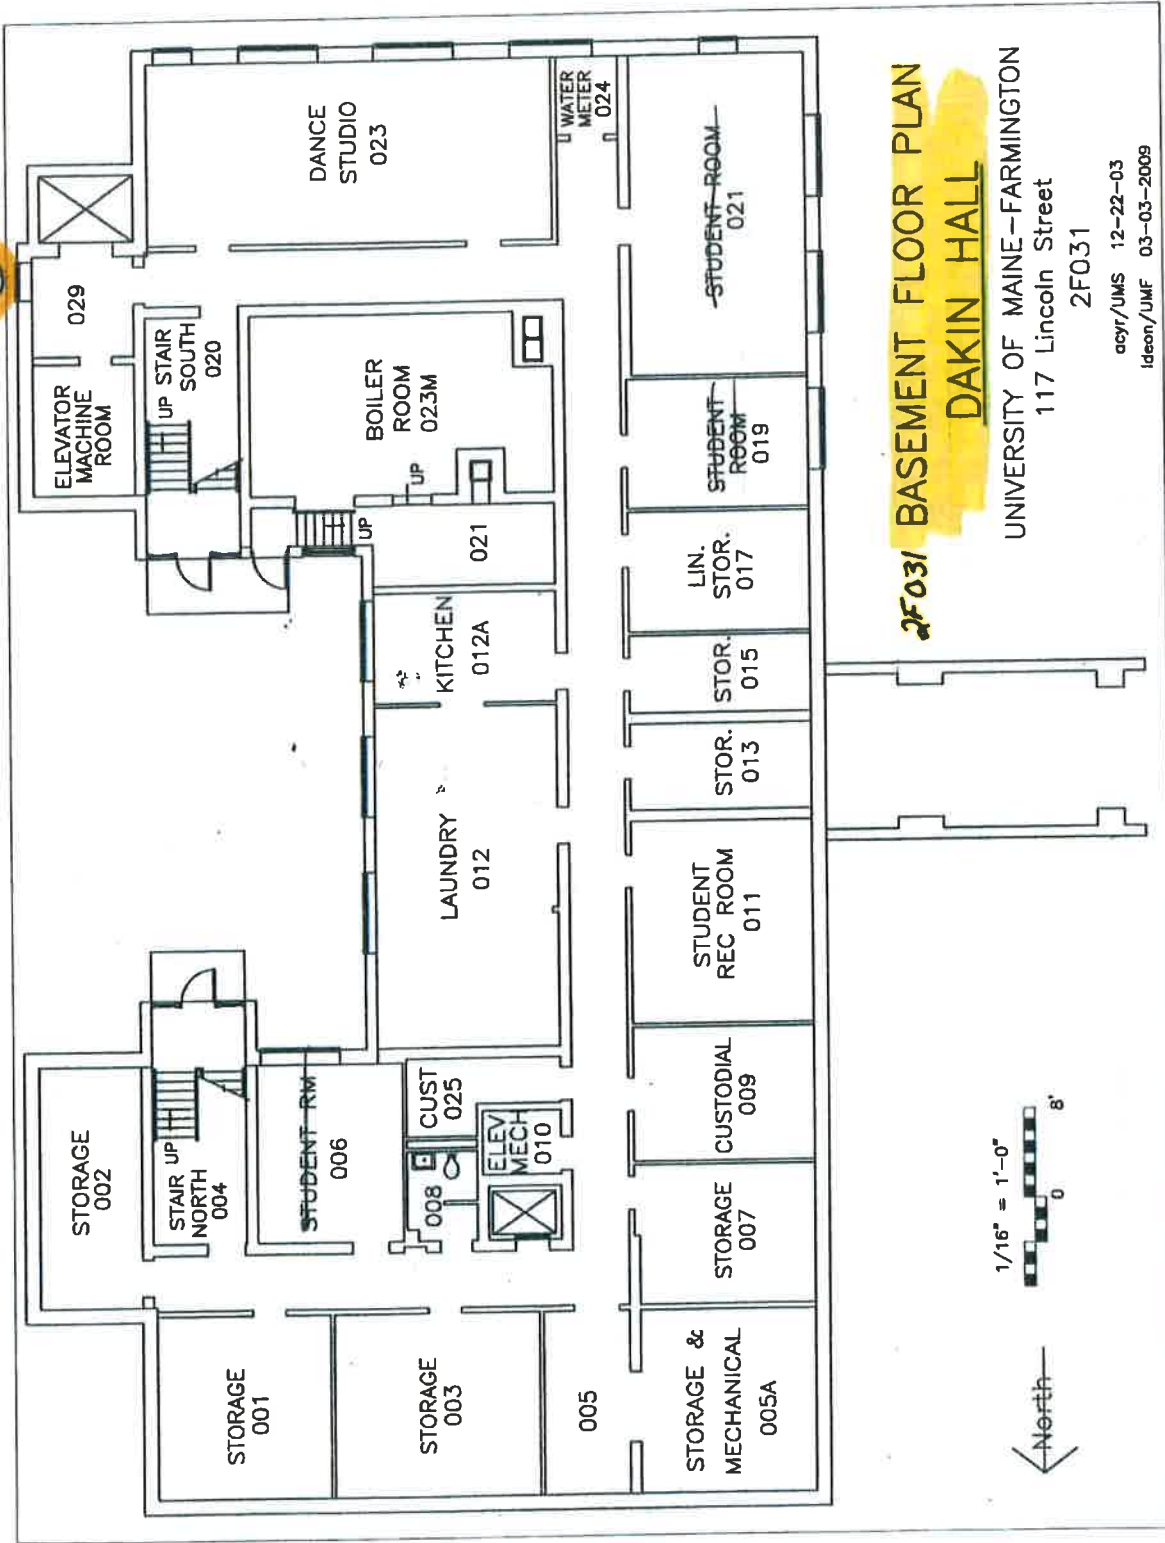 STORAGE
001
STORAGE
002
STORAGE
003
STAIR UP
NORTH
004
005
STORAGE &
MECHANICAL
005A
STUDENT RM
006
STORAGE
007
008
CUSTODIAL
009
ELEV
MECH
010
CUST
025
STUDENT
REC ROOM
011
LAUNDRY
012
KITCHEN
012A
STOR.
013
STOR.
015
LIN.
STOR.
017
STUDENT
ROOM
019
021
UP
UP
BOILER
ROOM
023M
UP STAIR
SOUTH
020
ELEVATOR
MACHINE
ROOM
029
DANCE
STUDIO
023
WATER
METER
024
STUDENT ROOM
021
2F031 BASEMENT FLOOR PLAN
DAKIN HALL
UNIVERSITY OF MAINE-FARMINGTON
117 Lincoln Street
2F031
acyr/UMS 12-22-03
ideon/UMF 03-03-2009
1/16" = 1'-0"
0 8'
North